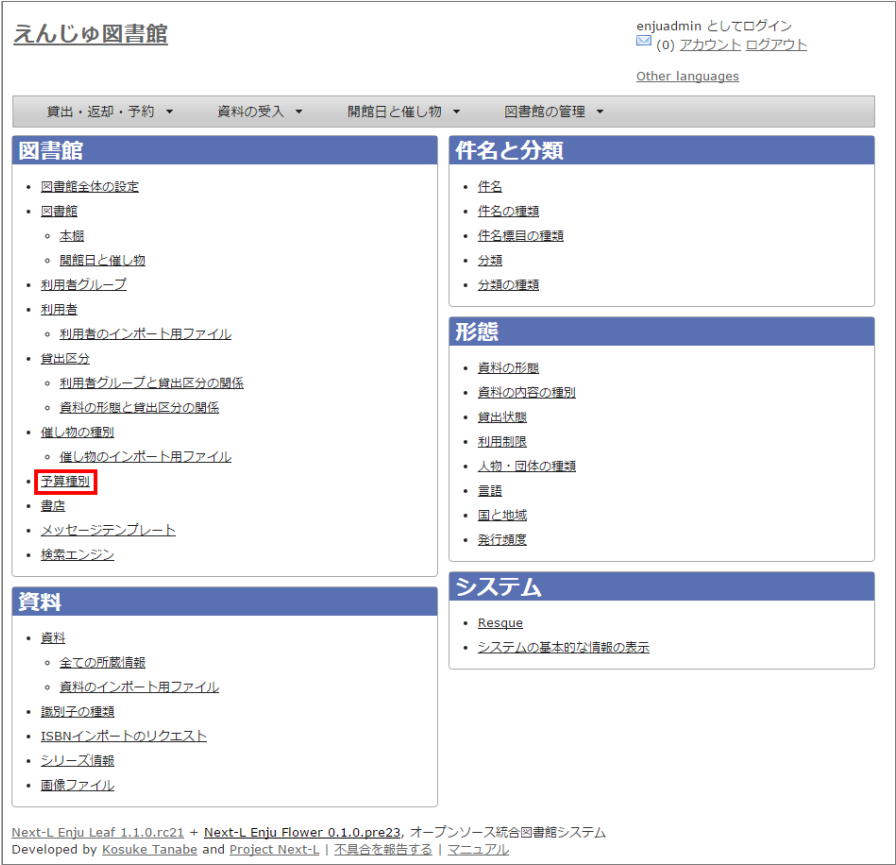 えんじゅ図書館
enjuadmin としてログイン
(0) アカウント ログアウト
Other languages
貸出・返却・予約 ▼ 資料の受入 ▼ 開館日と催し物 ▼ 図書館の管理 ▼
図書館
図書館全体の設定
図書館
本棚
開館日と催し物
利用者グループ
利用者
利用者のインポート用ファイル
貸出区分
利用者グループと貸出区分の関係
資料の形態と貸出区分の関係
催し物の種別
催し物のインポート用ファイル
予算種別
書店
メッセージテンプレート
検索エンジン
資料
資料
全ての所蔵情報
資料のインポート用ファイル
識別子の種類
ISBNインポートのリクエスト
シリーズ情報
画像ファイル
件名と分類
件名
件名の種類
件名標目の種類
分類
分類の種類
形態
資料の形態
資料の内容の種別
貸出状態
利用制限
人物・団体の種類
言語
国と地域
発行頻度
システム
Resque
システムの基本的な情報の表示
Next-L Enju Leaf 1.1.0.rc21 + Next-L Enju Flower 0.1.0.pre23, オープンソース統合図書館システム
Developed by Kosuke Tanabe and Project Next-L | 不具合を報告する | マニュアル